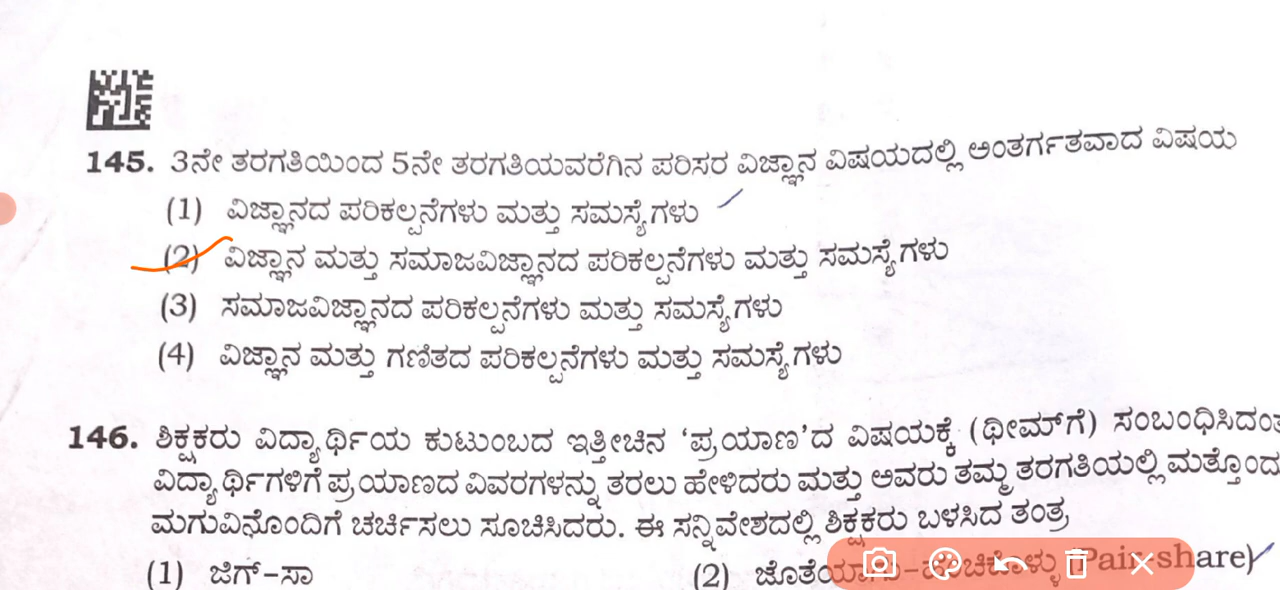 145. 3ನೇ ತರಗತಿಯಿಂದ 5ನೇ ತರಗತಿಯವರೆಗಿನ ಪರಿಸರ ವಿಜ್ಞಾನ ವಿಷಯದಲ್ಲಿ ಅಂತರ್ಗತವಾದ ವಿಷಯ
(1) ವಿಜ್ಞಾನದ ಪರಿಕಲ್ಪನೆಗಳು ಮತ್ತು ಸಮಸ್ಯೆಗಳು
(2) ವಿಜ್ಞಾನ ಮತ್ತು ಸಮಾಜವಿಜ್ಞಾನದ ಪರಿಕಲ್ಪನೆಗಳು ಮತ್ತು ಸಮಸ್ಯೆಗಳು
(3) ಸಮಾಜವಿಜ್ಞಾನದ ಪರಿಕಲ್ಪನೆಗಳು ಮತ್ತು ಸಮಸ್ಯೆಗಳು
(4) ವಿಜ್ಞಾನ ಮತ್ತು ಗಣಿತದ ಪರಿಕಲ್ಪನೆಗಳು ಮತ್ತು ಸಮಸ್ಯೆಗಳು
146. ಶಿಕ್ಷಕರು ವಿದ್ಯಾರ್ಥಿಯ ಕುಟುಂಬದ ಇತ್ತೀಚಿನ ‘ಪ್ರಯಾಣ’ದ ವಿಷಯಕ್ಕೆ (ಥೀಮ್‌ಗೆ)
ವಿದ್ಯಾರ್ಥಿಗಳಿಗೆ ಪ್ರಯಾಣದ ವಿವರಗಳನ್ನು ತರಲು ಹೇಳಿದರು ಮತ್ತು ಅವರು ತಮ್ಮ ತರಗತಿಯಲ್ಲಿ
ಮಗುವಿನೊಂದಿಗೆ ಚರ್ಚಿಸಲು ಸೂಚಿಸಿದರು. ಈ ಸನ್ನಿವೇಶದಲ್ಲಿ ಶಿಕ್ಷಕರು ಬಳಸಿದ ತಂತ್ರ
(1) ಜಿಗ್-ಸಾ (2) (Pair share)